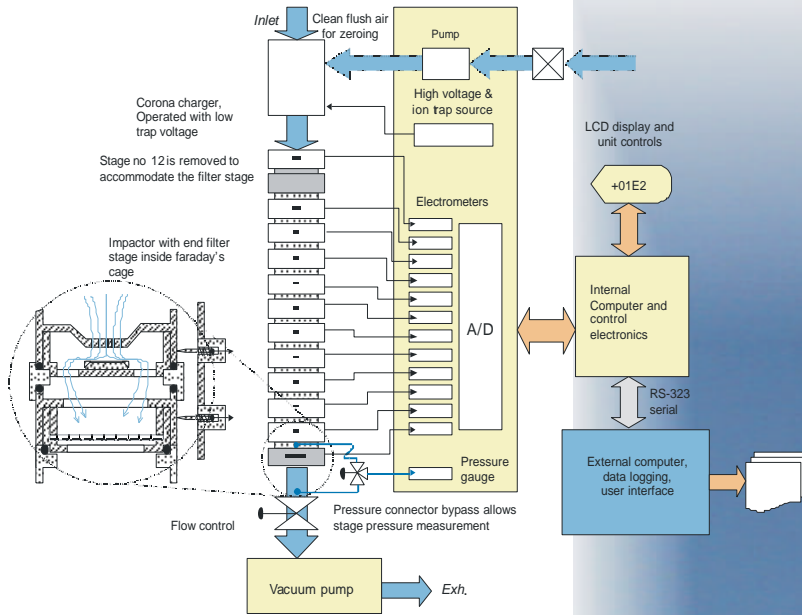 Inlet
Clean flush air
for zeroing
Pump
High voltage &
ion trap source
Corona charger,
Operated with low
trap voltage
LCD display and
unit controls
Stage no 12 is removed to
accommodate the filter stage
+01E2
Electrometers
Impactor with end filter
stage inside faraday's
cage
Internal
Computer and
control
electronics
A/D
RS-323
serial
Pressure
gauge
External computer,
data logging,
user interface
Flow control
Pressure connector bypass allows
stage pressure measurement
Vacuum pump
Exh.